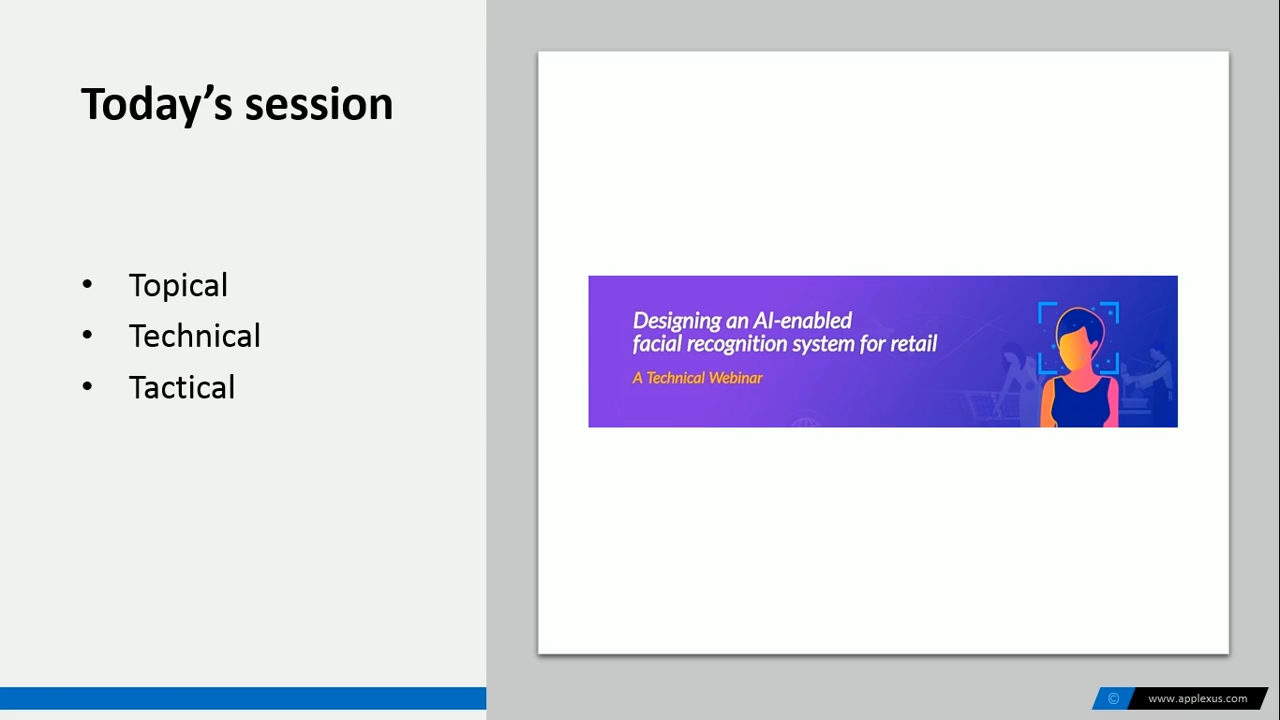 Today’s session
• Topical
• Technical
• Tactical
Designing an AI-enabled
facial recognition system for retail
A Technical Webinar
© www.applexus.com